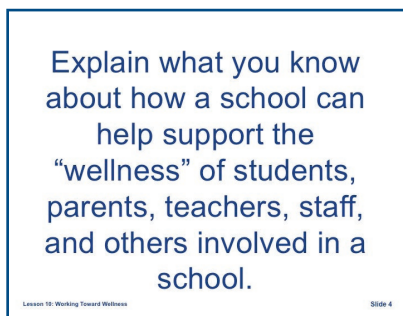 Explain what you know
about how a school can
help support the
“wellness” of students,
parents, teachers, staff,
and others involved in a
school.
Lesson 10: Working Toward Wellness
Slide 4